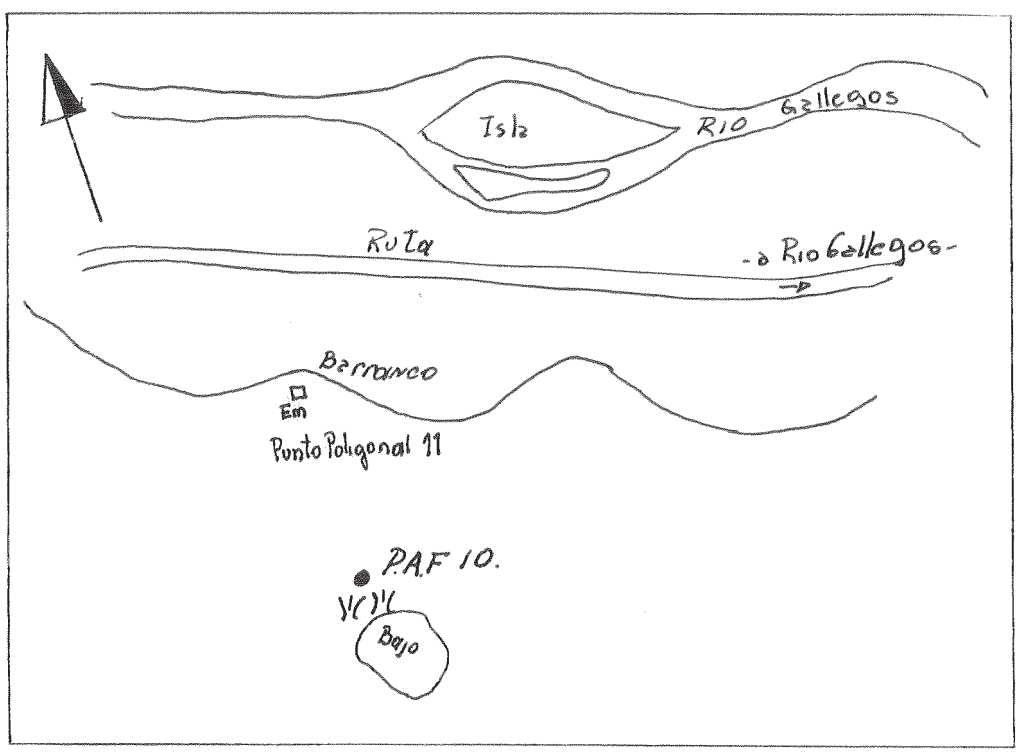 Isla
RIO Gallegos
Ruta
-a Rio Gallegos-
Barranco
Em
Punto Poligonal 11
P.A.F 10.
Bajo